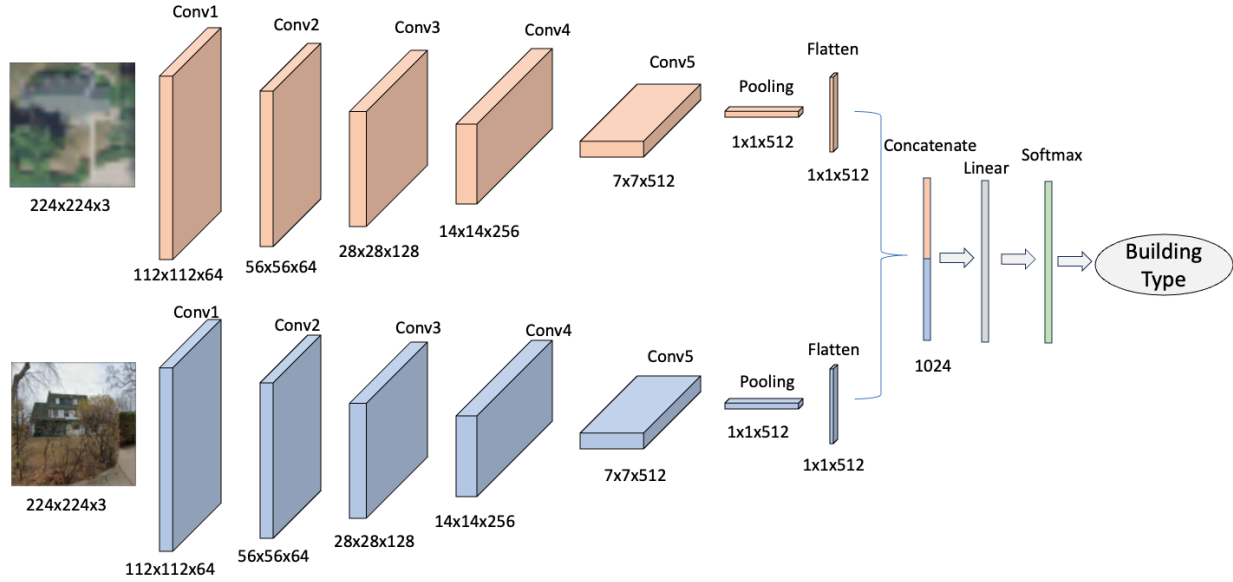 Conv1
Conv2
Conv3
Conv4
Conv5
Pooling
Flatten
224x224x3
112x112x64
56x56x64
28x28x128
14x14x256
7x7x512
1x1x512
1x1x512
Conv1
Conv2
Conv3
Conv4
Conv5
Pooling
Flatten
224x224x3
112x112x64
56x56x64
28x28x128
14x14x256
7x7x512
1x1x512
1x1x512
Concatenate
1024
Linear
Softmax
Building
Type